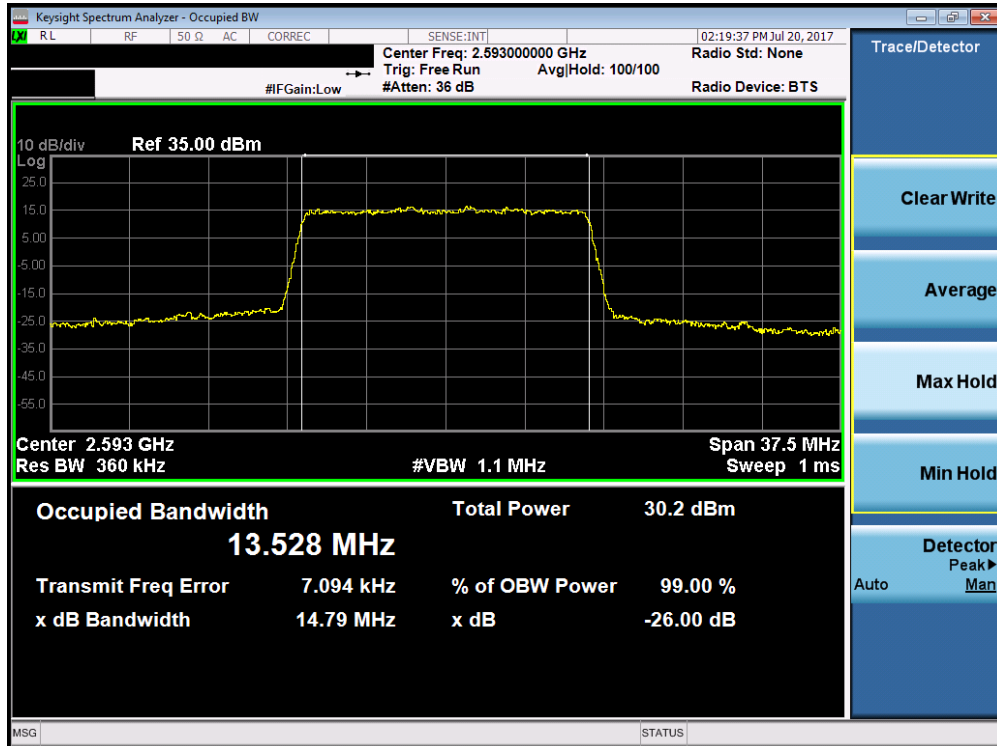 Keysight Spectrum Analyzer - Occupied BW
LXI RL RF 50 Ω AC CORREC SENSE:INT 02:19:37 PM Jul 20, 2017
Center Freq: 2.593000000 GHz Radio Std: None
Trig: Free Run Avg|Hold: 100/100
#IFGain:Low #Atten: 36 dB Radio Device: BTS
10 dB/div Ref 35.00 dBm
Log
25.0
15.0
5.00
-5.00
-15.0
-25.0
-35.0
-45.0
-55.0
Center 2.593 GHz Span 37.5 MHz
Res BW 360 kHz #VBW 1.1 MHz Sweep 1 ms
Occupied Bandwidth Total Power 30.2 dBm
13.528 MHz
Transmit Freq Error 7.094 kHz % of OBW Power 99.00 %
x dB Bandwidth 14.79 MHz x dB -26.00 dB
MSG STATUS
Trace/Detector
Clear Write
Average
Max Hold
Min Hold
Detector
Peak▶
Auto Man